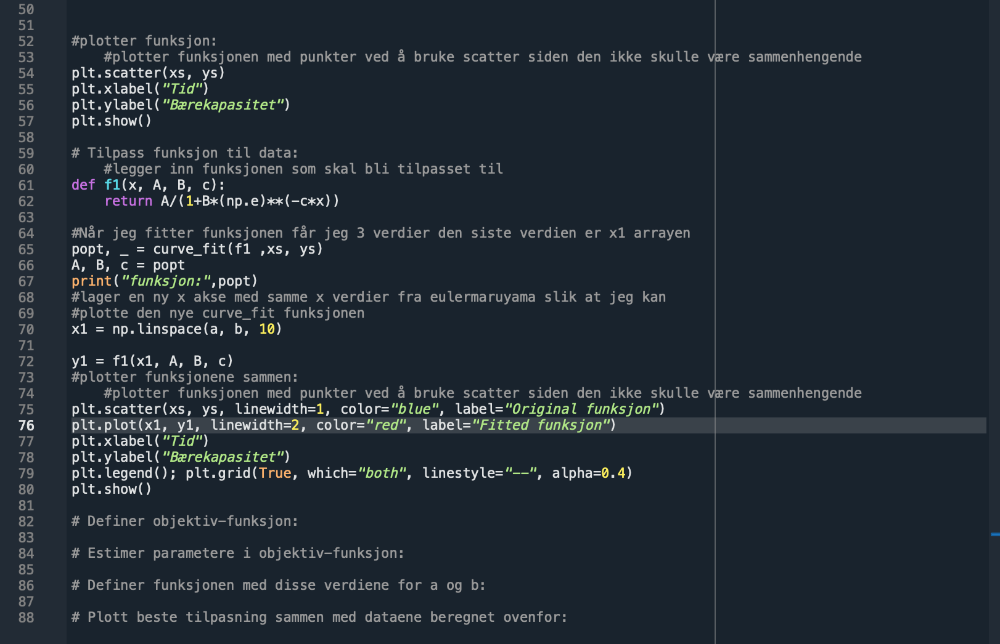 50
51
52 #plotter funksjon:
53     #plotter funksjonen med punkter ved å bruke scatter siden den ikke skulle være sammenhengende
54 plt.scatter(xs, ys)
55 plt.xlabel("Tid")
56 plt.ylabel("Bærekapasitet")
57 plt.show()
58
59 # Tilpass funksjon til data:
60     #legger inn funksjonen som skal bli tilpasset til
61 def f1(x, A, B, c):
62     return A/(1+B*(np.e)**(-c*x))
63
64 #Når jeg fitter funksjonen får jeg 3 verdier den siste verdien er x1 arrayen
65 popt, _ = curve_fit(f1 ,xs, ys)
66 A, B, c = popt
67 print("funksjon:",popt)
68 #lager en ny x akse med samme x verdier fra eulermaruyama slik at jeg kan
69 #plotte den nye curve_fit funksjonen
70 x1 = np.linspace(a, b, 10)
71
72 y1 = f1(x1, A, B, c)
73 #plotter funksjonene sammen:
74     #plotter funksjonen med punkter ved å bruke scatter siden den ikke skulle være sammenhengende
75 plt.scatter(xs, ys, linewidth=1, color="blue", label="Original funksjon")
76 plt.plot(x1, y1, linewidth=2, color="red", label="Fitted funksjon")
77 plt.xlabel("Tid")
78 plt.ylabel("Bærekapasitet")
79 plt.legend(); plt.grid(True, which="both", linestyle="--", alpha=0.4)
80 plt.show()
81
82 # Definer objektiv-funksjon:
83
84 # Estimer parametere i objektiv-funksjon:
85
86 # Definer funksjonen med disse verdiene for a og b:
87
88 # Plott beste tilpasning sammen med dataene beregnet ovenfor: